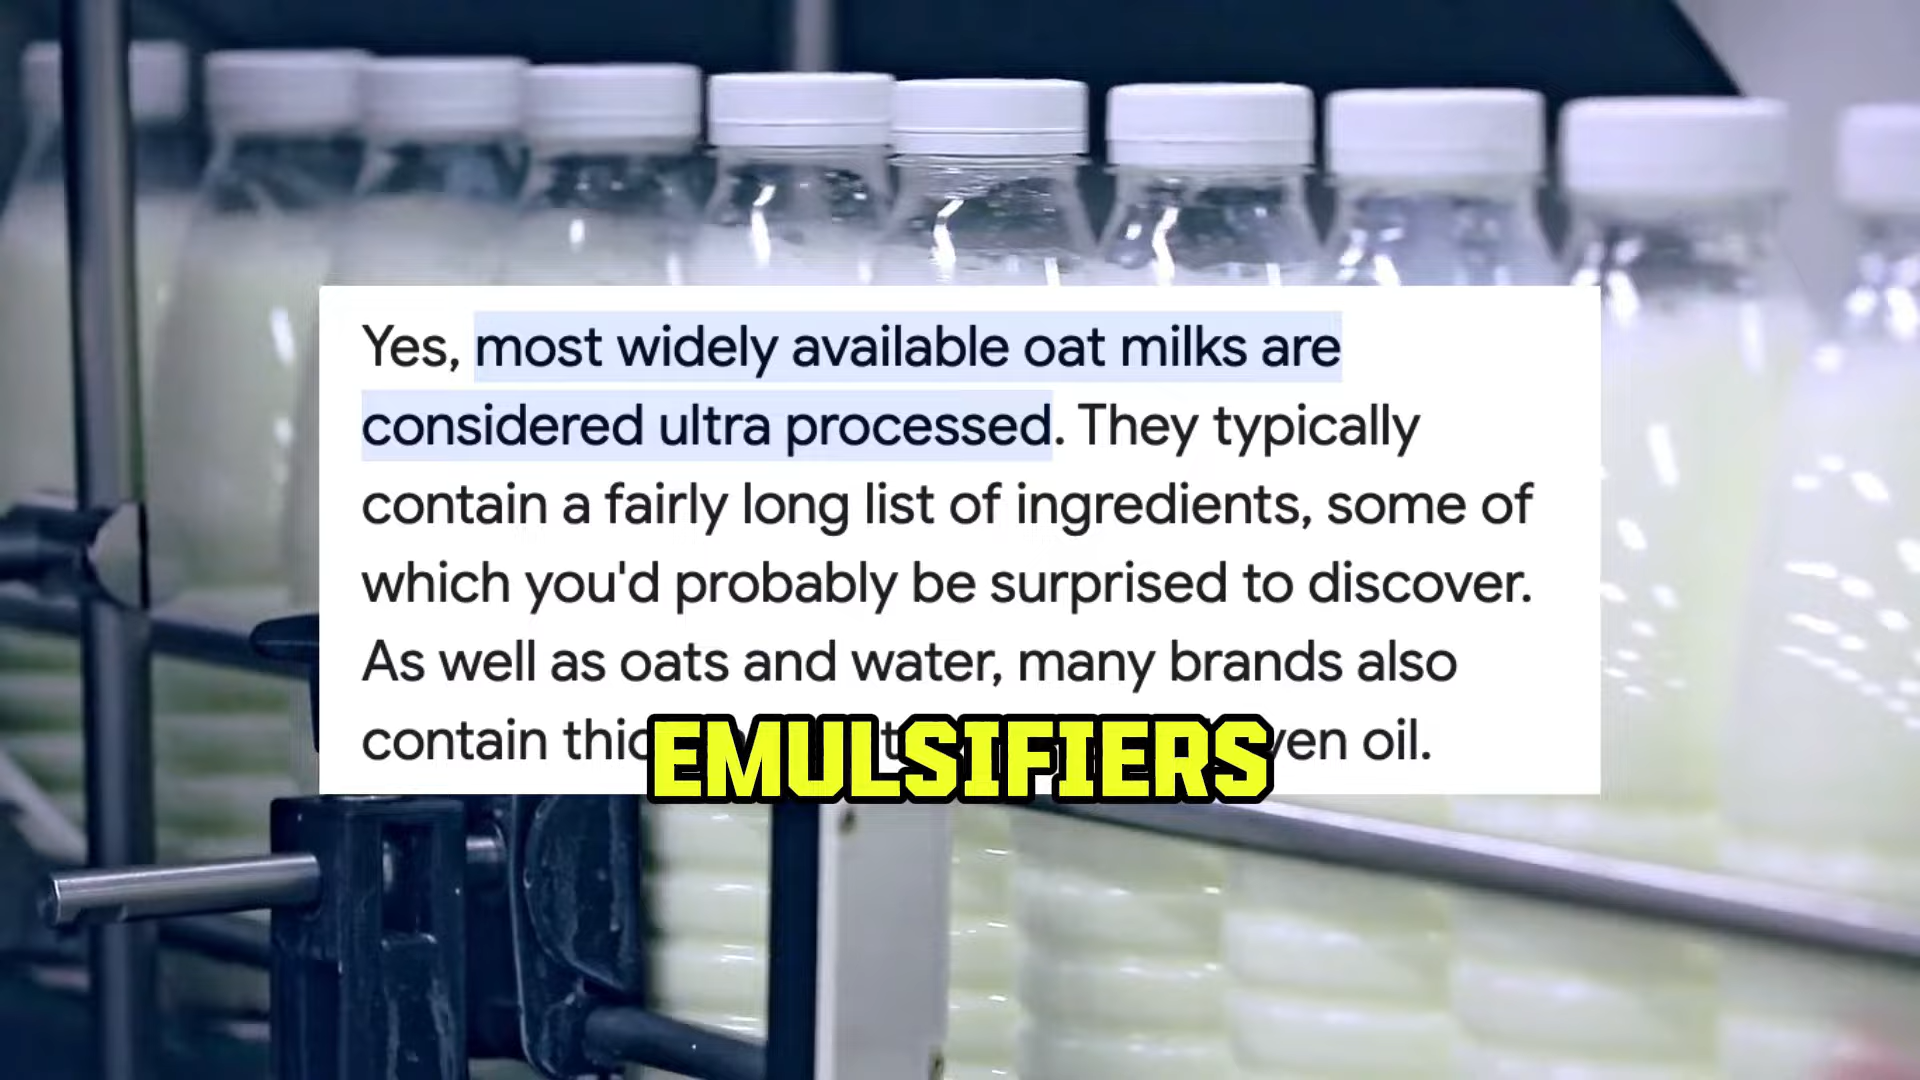 Yes, most widely available oat milks are
considered ultra processed. They typically
contain a fairly long list of ingredients, some of
which you'd probably be surprised to discover.
As well as oats and water, many brands also
contain oil.
EMULSIFIERS